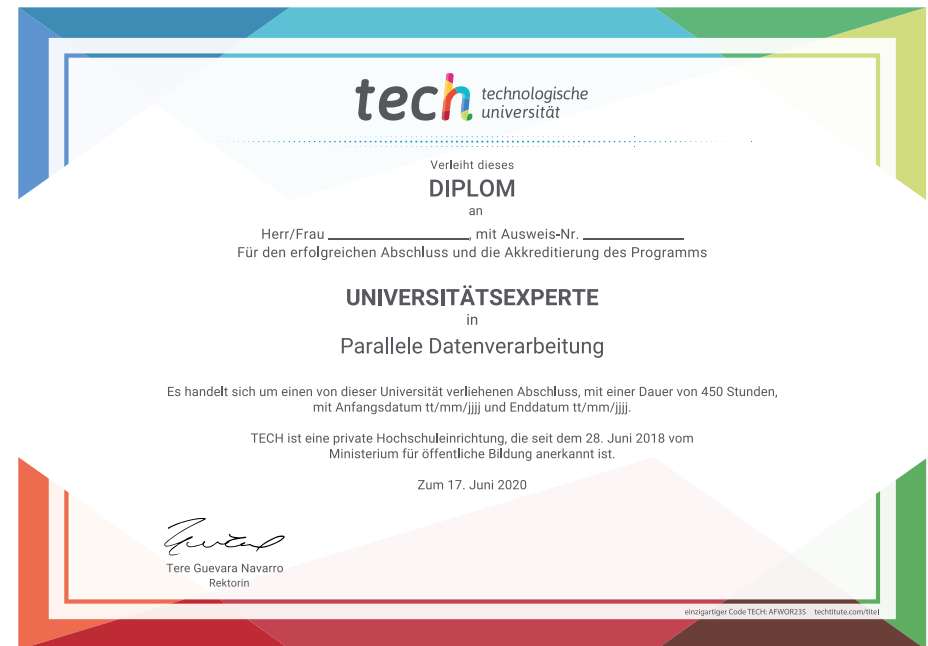 tech technologische
universität
Verleiht dieses
DIPLOM
an
Herr/Frau ____________________, mit Ausweis-Nr. ______________
Für den erfolgreichen Abschluss und die Akkreditierung des Programms
UNIVERSITÄTSEXPERTE
in
Parallele Datenverarbeitung
Es handelt sich um einen von dieser Universität verliehenen Abschluss, mit einer Dauer von 450 Stunden,
mit Anfangsdatum tt/mm/jjjj und Enddatum tt/mm/jjjj.
TECH ist eine private Hochschuleinrichtung, die seit dem 28. Juni 2018 vom
Ministerium für öffentliche Bildung anerkannt ist.
Zum 17. Juni 2020
Tere Guevara Navarro
Rektorin
einzigartiger Code TECH: AFWOR23S techtitute.com/titel